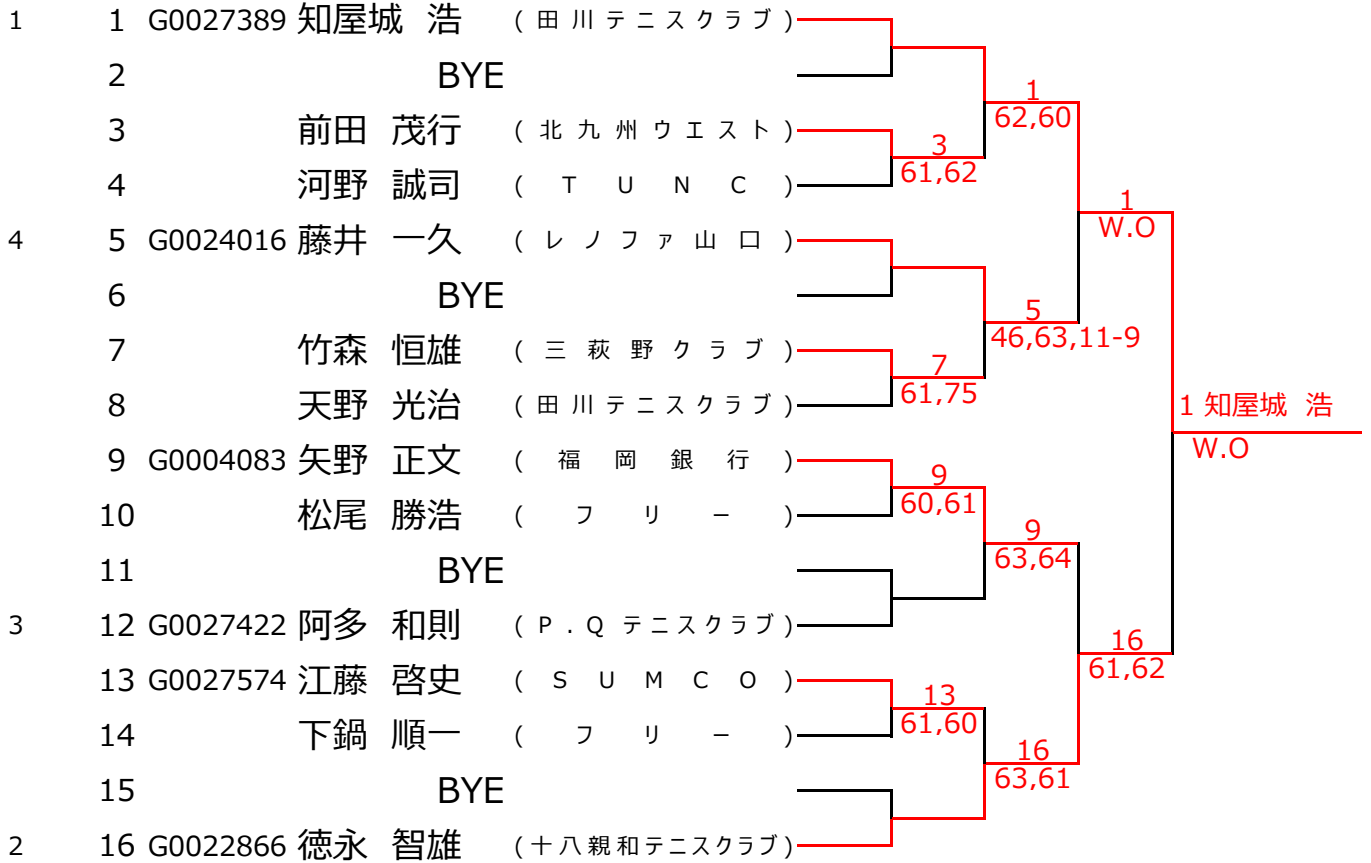 1 1 G0027389 知屋城 浩 (田川テニスクラブ)
2 BYE
1
62,60
3 前田 茂行 (北九州ウエスト)
3
61,62
4 河野 誠司 (TUNC)
1
W.O
4 5 G0024016 藤井 一久 (レノファ山口)
6 BYE
5
46,63,11-9
7 竹森 恒雄 (三萩野クラブ)
7
61,75
8 天野 光治 (田川テニスクラブ)
1 知屋城 浩
W.O
9 G0004083 矢野 正文 (福岡銀行)
9
60,61
10 松尾 勝浩 (フリー)
9
63,64
11 BYE
3 12 G0027422 阿多 和則 (P.Qテニスクラブ)
16
61,62
13 G0027574 江藤 啓史 (SUMCO)
13
61,60
14 下鍋 順一 (フリー)
16
63,61
15 BYE
2 16 G0022866 徳永 智雄 (十八親和テニスクラブ)